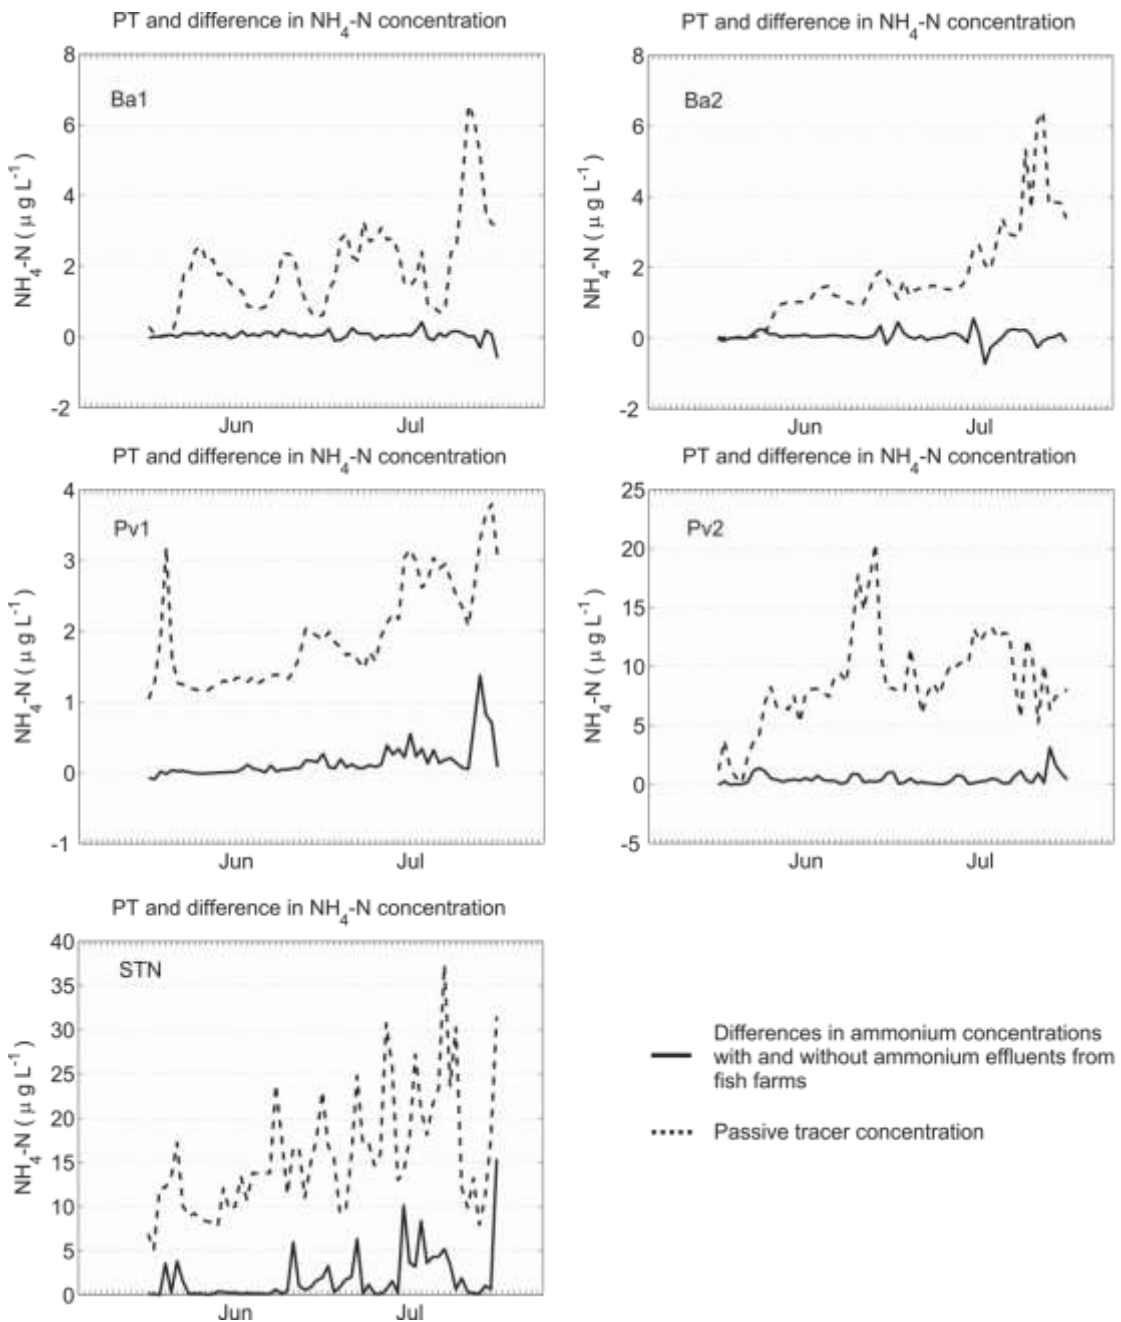 PT and difference in NH4-N concentration
8
6
4
2
0
-2
NH4-N ( μ g L-1 )
Ba1
Jun
Jul
PT and difference in NH4-N concentration
8
6
4
2
0
-2
NH4-N ( μ g L-1 )
Ba2
Jun
Jul
PT and difference in NH4-N concentration
4
3
2
1
0
-1
NH4-N ( μ g L-1 )
Pv1
Jun
Jul
PT and difference in NH4-N concentration
25
20
15
10
5
0
-5
NH4-N ( μ g L-1 )
Pv2
Jun
Jul
PT and difference in NH4-N concentration
40
35
30
25
20
15
10
5
0
NH4-N ( μ g L-1 )
STN
Jun
Jul
Differences in ammonium concentrations
with and without ammonium effluents from
fish farms
Passive tracer concentration